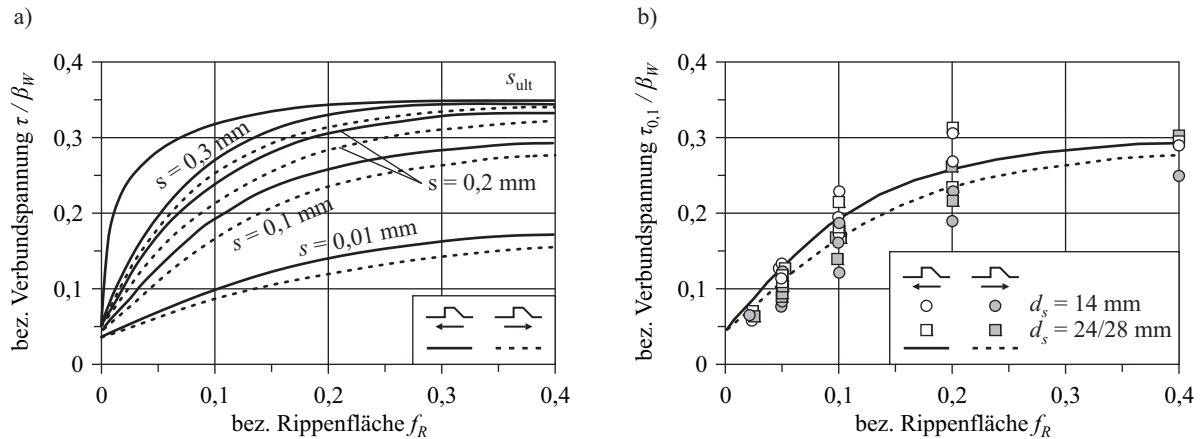 a)
bez. Verbundspannung τ / β_W
0,4
0,3
0,2
0,1
0
s_ult
s = 0,3 mm
s = 0,2 mm
s = 0,1 mm
s = 0,01 mm
0 0,1 0,2 0,3 0,4
bez. Rippenfläche f_R
b)
bez. Verbundspannung τ_0,1 / β_W
0,4
0,3
0,2
0,1
0
d_s = 14 mm
d_s = 24/28 mm
0 0,1 0,2 0,3 0,4
bez. Rippenfläche f_R